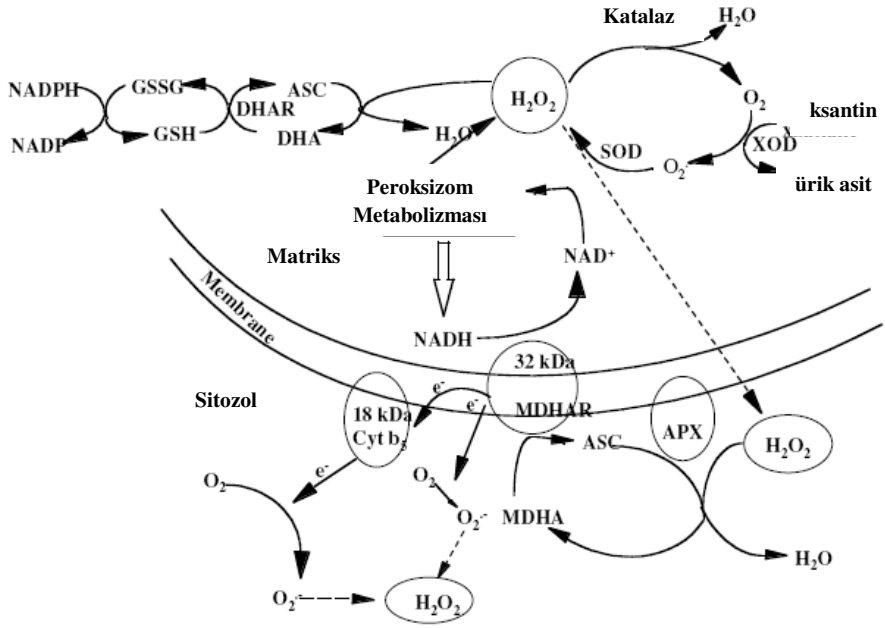 Katalaz
H₂O
NADPH
GSSG
ASC
H₂O₂
O₂
ksantin
DHAR
NADP
GSH
DHA
H₂O
SOD
XOD
O₂⁻
ürik asit
Peroksizom
Metabolizması
Matriks
NAD⁺
Membrane
NADH
32 kDa
Sitozol
e⁻
e⁻
MDHAR
18 kDa
Cyt b₅
ASC
APX
H₂O₂
e⁻
O₂
O₂
O₂⁻
MDHA
H₂O
O₂⁻
H₂O₂